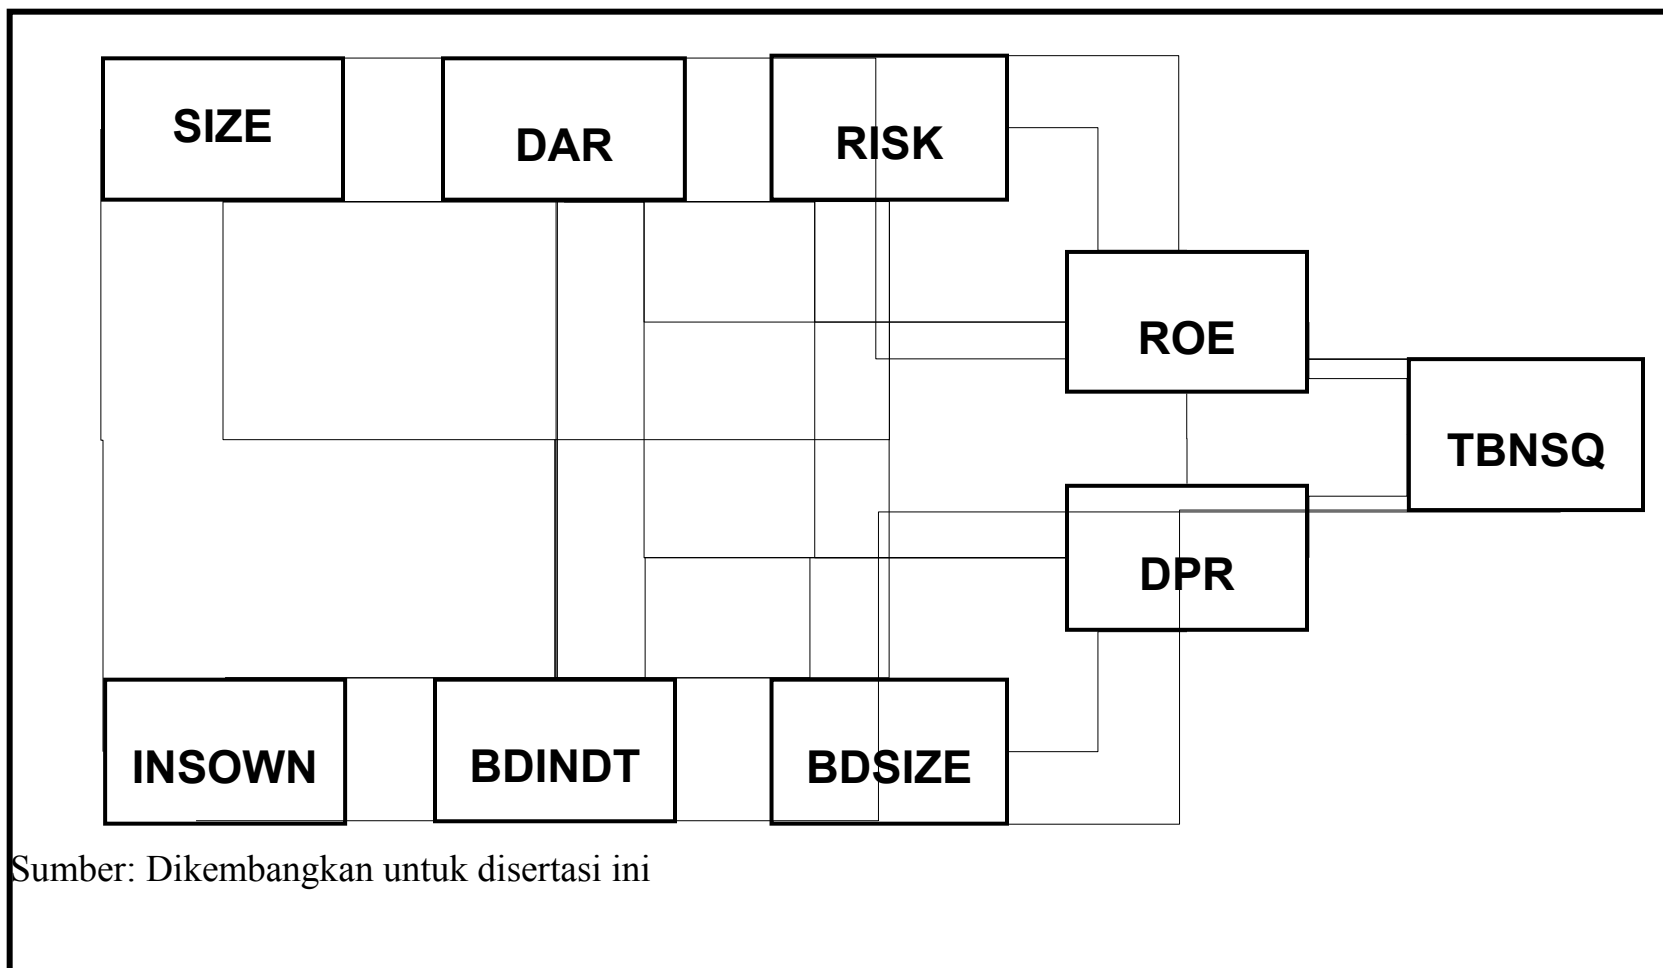 SIZE
DAR
RISK
ROE
TBNSQ
DPR
INSOWN
BDINDT
BDSIZE
Sumber: Dikembangkan untuk disertasi ini